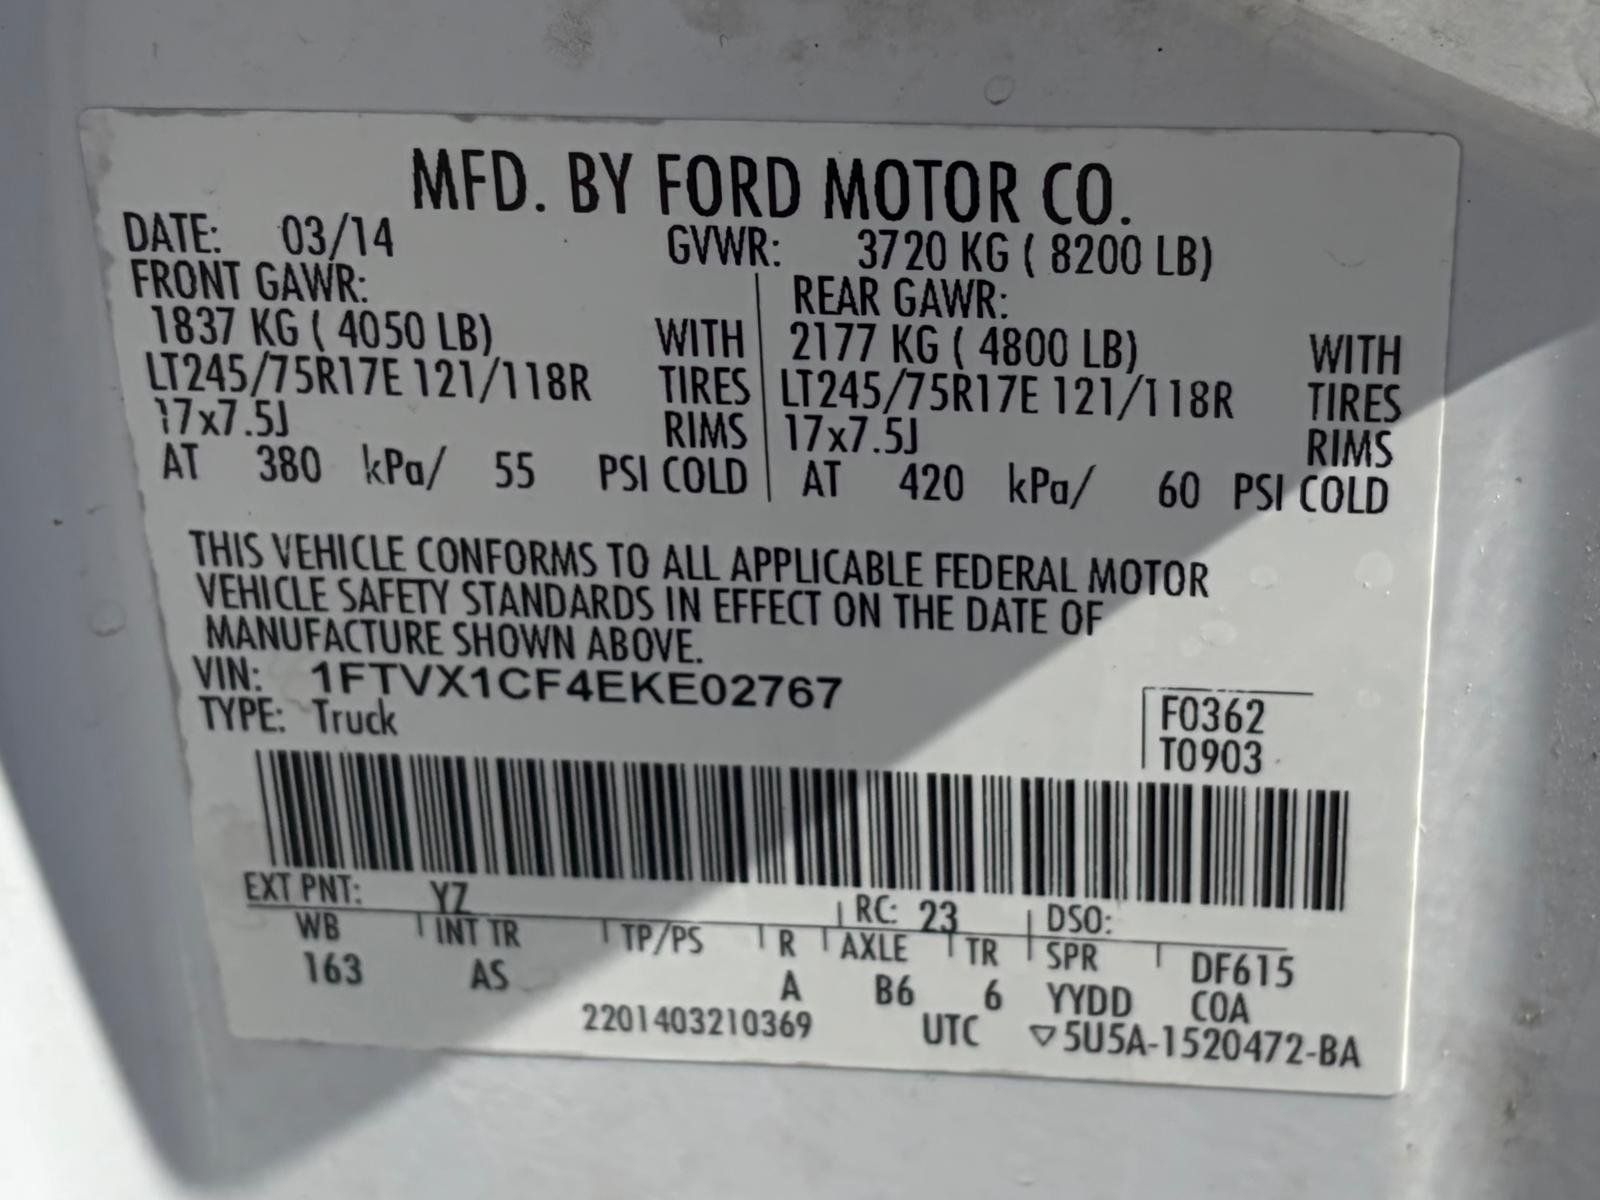 MFD. BY FORD MOTOR CO.
DATE: 03/14 GVWR: 3720 KG ( 8200 LB)
FRONT GAWR: REAR GAWR:
1837 KG ( 4050 LB) WITH 2177 KG ( 4800 LB) WITH
LT245/75R17E 121/118R TIRES LT245/75R17E 121/118R TIRES
17x7.5J RIMS 17x7.5J RIMS
AT 380 kPa/ 55 PSI COLD AT 420 kPa/ 60 PSI COLD
THIS VEHICLE CONFORMS TO ALL APPLICABLE FEDERAL MOTOR
VEHICLE SAFETY STANDARDS IN EFFECT ON THE DATE OF
MANUFACTURE SHOWN ABOVE.
VIN: 1FTVX1CF4EKE02767
TYPE: Truck F0362
T0903
EXT PNT: YZ RC: 23 DSO:
WB INT TR TP/PS R AXLE TR SPR DF615
163 AS A B6 6 YYDD COA
2201403210369 UTC ▽5U5A-1520472-BA